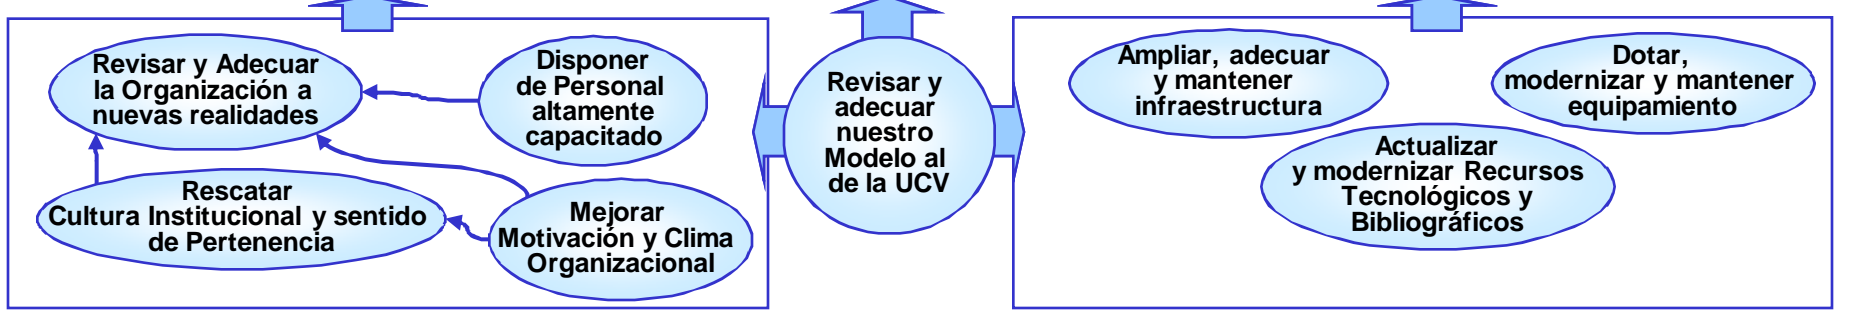 Revisar y Adecuar
la Organización a
nuevas realidades
Disponer
de Personal
altamente
capacitado
Rescatar
Cultura Institucional y sentido
de Pertenencia
Mejorar
Motivación y Clima
Organizacional
Revisar y
adecuar
nuestro
Modelo al
de la UCV
Ampliar, adecuar
y mantener
infraestructura
Dotar,
modernizar y mantener
equipamiento
Actualizar
y modernizar Recursos
Tecnológicos y
Bibliográficos